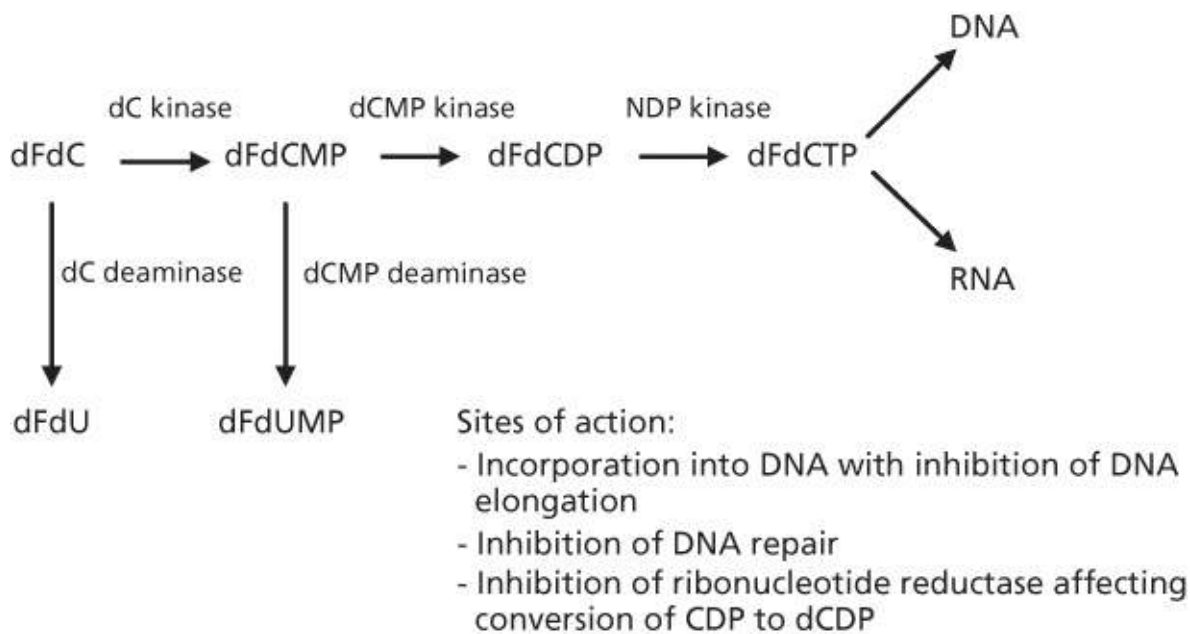 DNA
dC kinase
dCMP kinase
NDP kinase
dFdC
dFdCMP
dFdCDP
dFdCTP
dC deaminase
dCMP deaminase
RNA
dFdU
dFdUMP
Sites of action:
- Incorporation into DNA with inhibition of DNA
elongation
- Inhibition of DNA repair
- Inhibition of ribonucleotide reductase affecting
conversion of CDP to dCDP